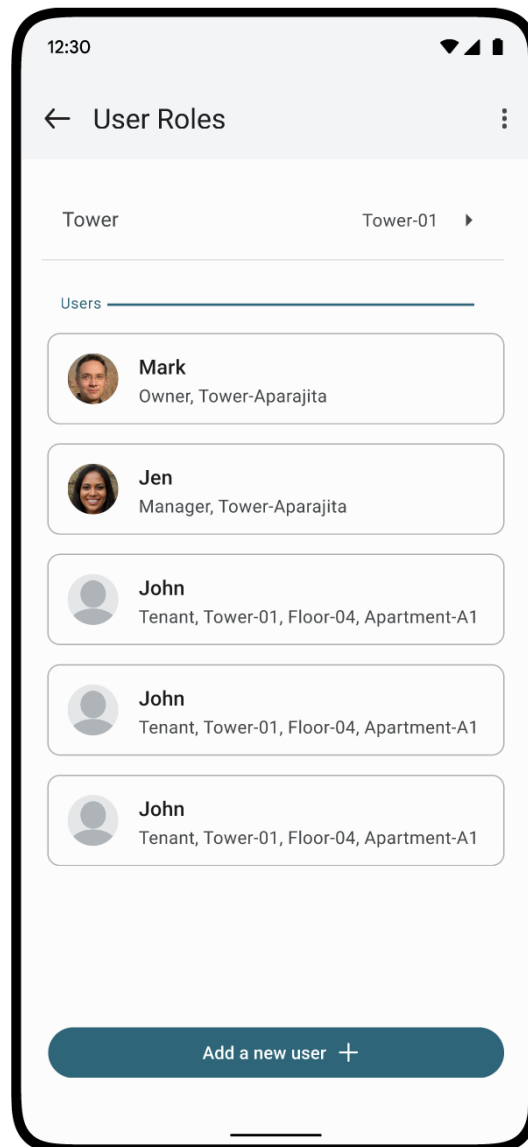 12:30
User Roles
Tower Tower-01
Users
Mark
Owner, Tower-Aparajita
Jen
Manager, Tower-Aparajita
John
Tenant, Tower-01, Floor-04, Apartment-A1
John
Tenant, Tower-01, Floor-04, Apartment-A1
John
Tenant, Tower-01, Floor-04, Apartment-A1
Add a new user